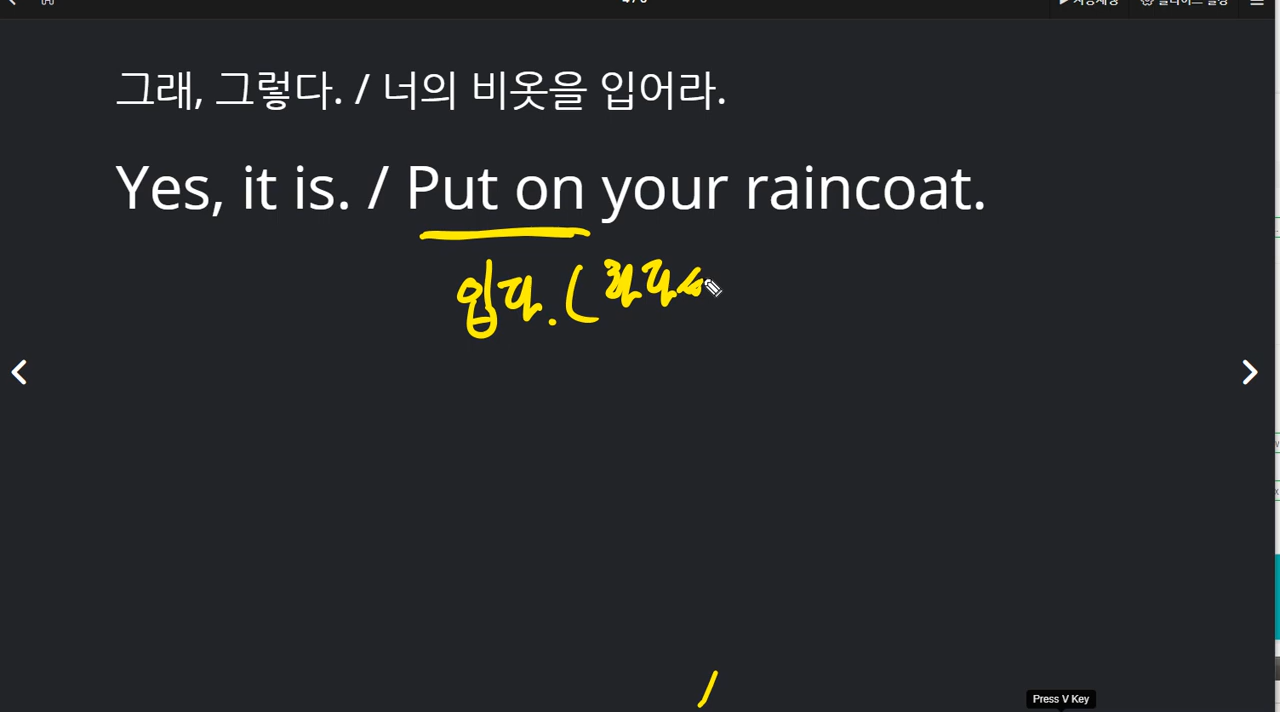 그래, 그렇다. / 너의 비옷을 입어라.
Yes, it is. / Put on your raincoat.
입다. (
Press V Key